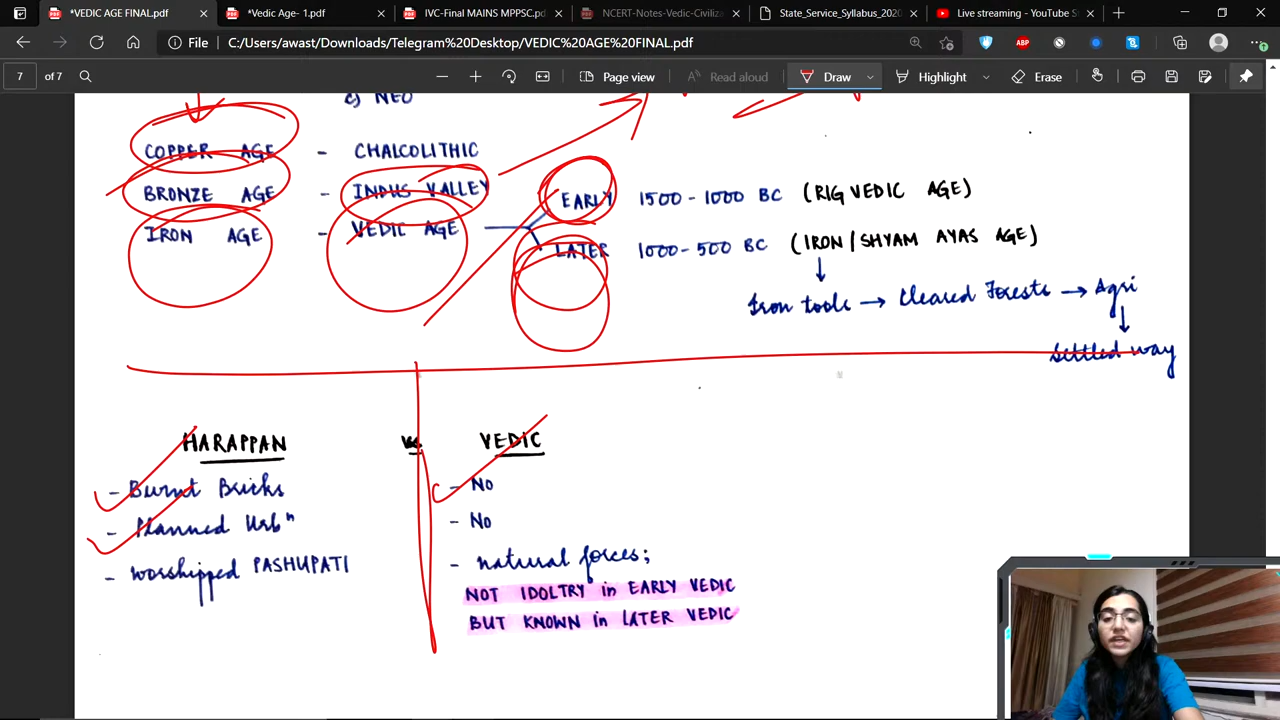 *VEDIC AGE FINAL.pdf
*Vedic Age- 1.pdf
IVC-Final MAINS MPPSC.pdf
NCERT-Notes-Vedic-Civiliza
State_Service_Syllabus_2020
Live streaming - YouTube St
File C:/Users/awast/Downloads/Telegram%20Desktop/VEDIC%20AGE%20FINAL.pdf
ABP
7 of 7 Page view Read aloud Draw Highlight Erase
c) NEO
COPPER AGE - CHALCOLITHIC
BRONZE AGE - INDUS VALLEY
EARLY 1500 - 1000 BC (RIG VEDIC AGE)
IRON AGE - VEDIC AGE
LATER 1000 - 500 BC (IRON/SHYAM AYAS AGE)
Iron tools → Cleared Forests → Agri
Settled way
HARAPPAN vs VEDIC
- Burnt Bricks - No
- Planned Urbⁿ - No
- worshipped PASHUPATI - natural forces;
NOT IDOLTRY in EARLY VEDIC
BUT KNOWN in LATER VEDIC